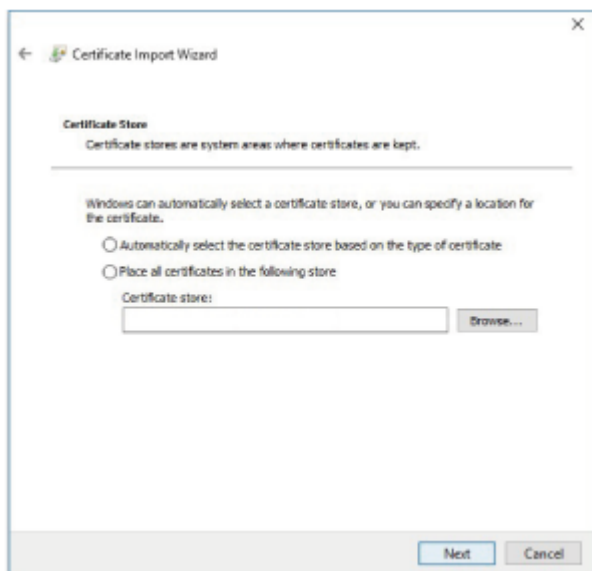 Certificate Import Wizard
Certificate Store
Certificate stores are system areas where certificates are kept.
Windows can automatically select a certificate store, or you can specify a location for
the certificate.
Automatically select the certificate store based on the type of certificate
Place all certificates in the following store
Certificate store:
Browse...
Next
Cancel